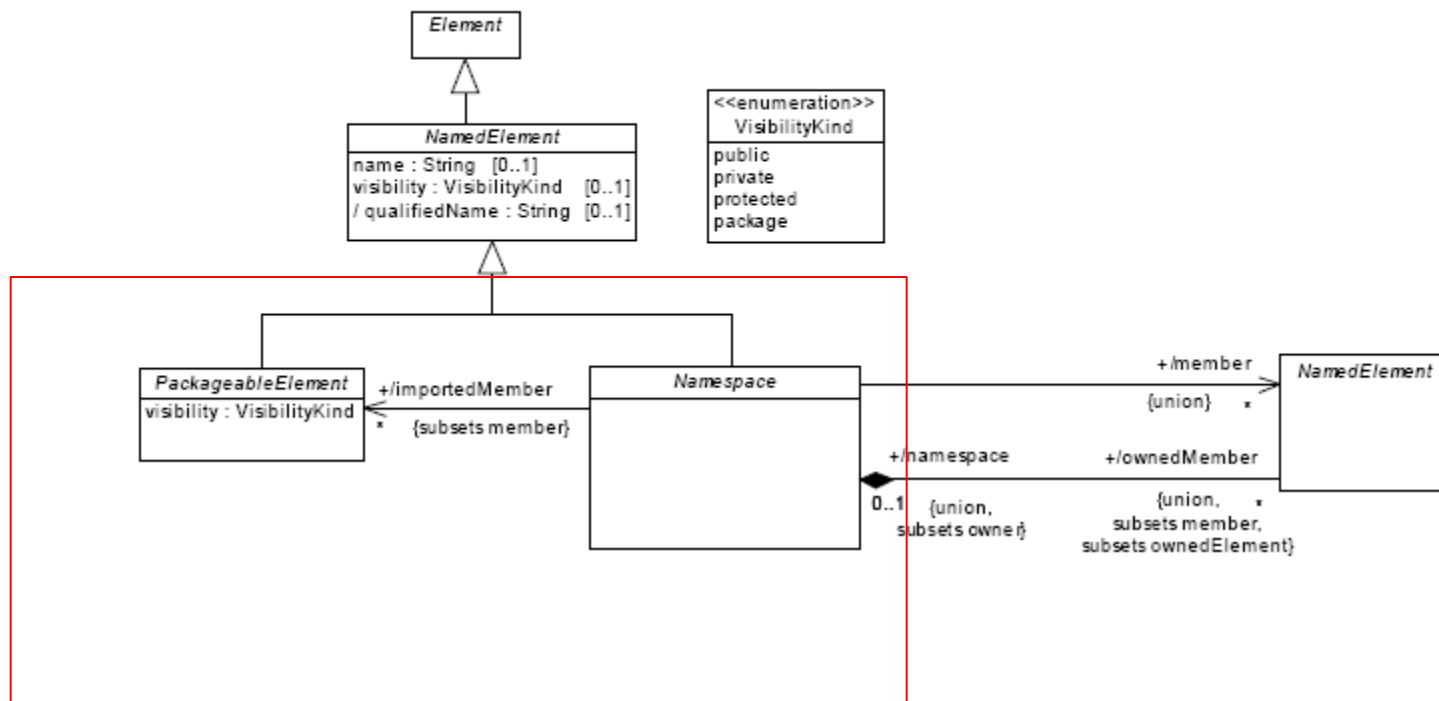 Element
NamedElement
name : String [0..1]
visibility : VisibilityKind [0..1]
/ qualifiedName : String [0..1]
<<enumeration>>
VisibilityKind
public
private
protected
package
PackageableElement
visibility : VisibilityKind
+/importedMember
* {subsets member}
Namespace
+/member
{union} *
NamedElement
+/namespace
0..1 {union,
subsets owner}
+/ownedMember
{union, *
subsets member,
subsets ownedElement}